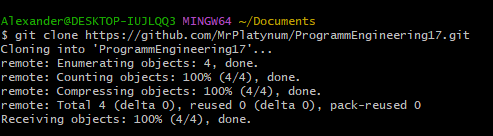 Alexander@DESKTOP-IUJLQQ3 MINGW64 ~/Documents
$ git clone https://github.com/MrPlatynum/ProgrammEngineering17.git
Cloning into 'ProgrammEngineering17'...
remote: Enumerating objects: 4, done.
remote: Counting objects: 100% (4/4), done.
remote: Compressing objects: 100% (4/4), done.
remote: Total 4 (delta 0), reused 0 (delta 0), pack-reused 0
Receiving objects: 100% (4/4), done.